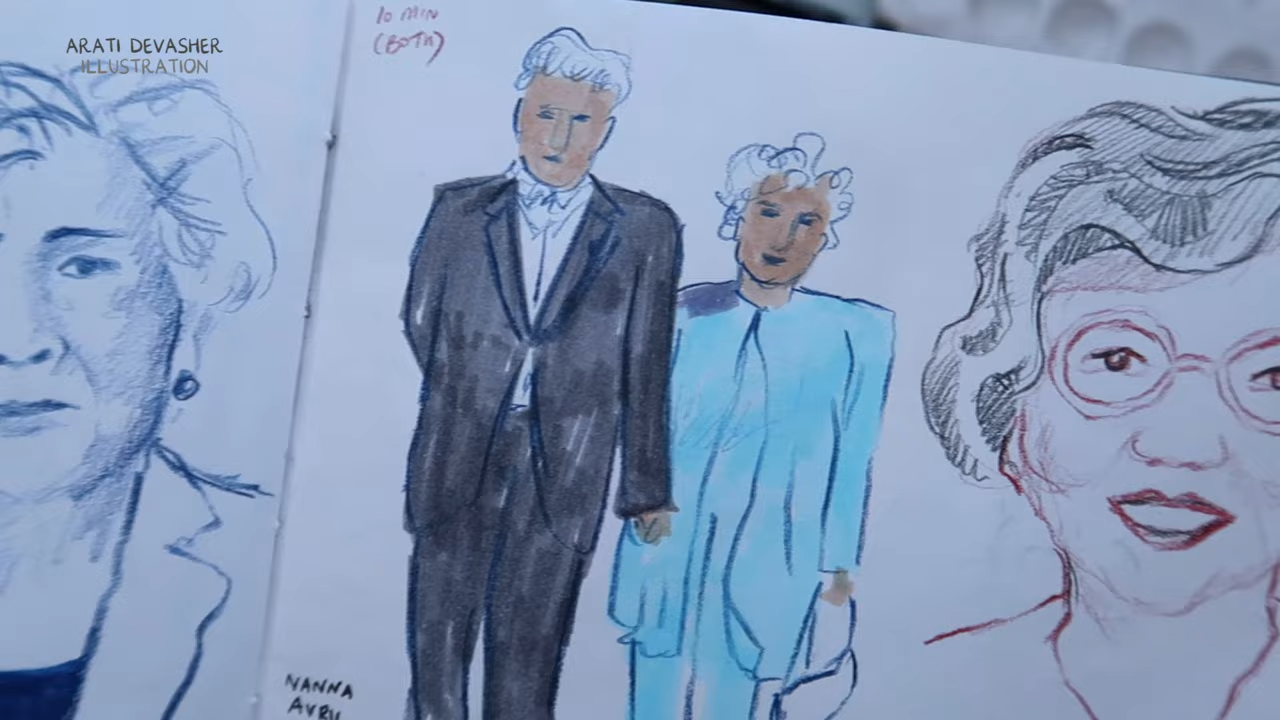 ARATI DEVASHER
ILLUSTRATION
10 MIN
(BOTH)
NANNA